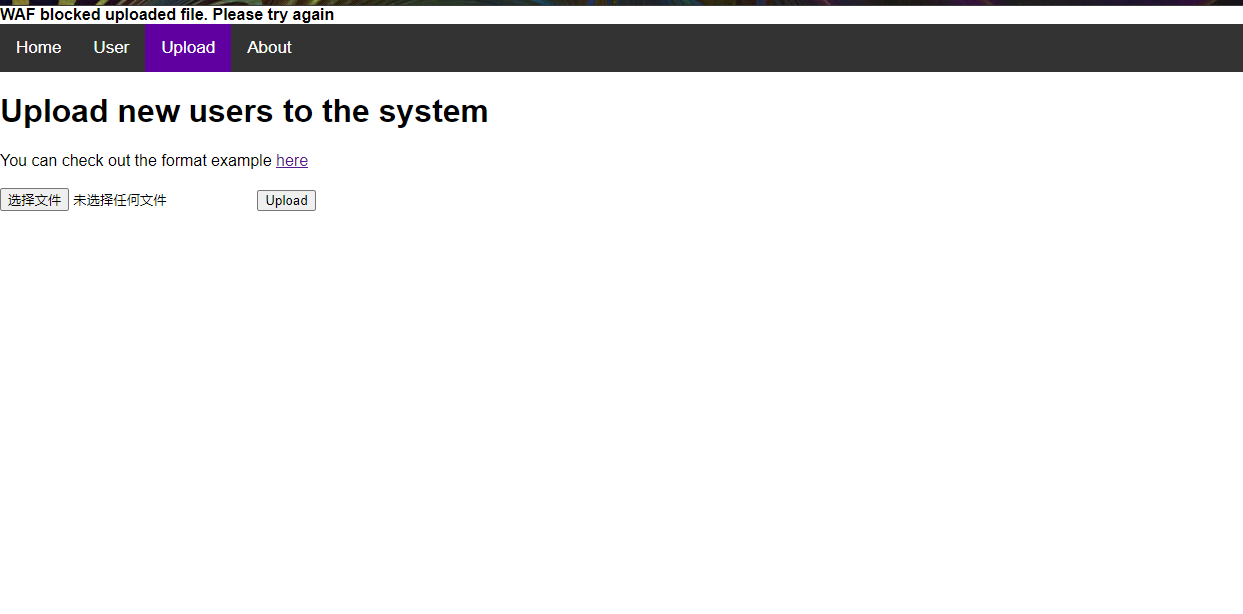 WAF blocked uploaded file. Please try again
Home User Upload About
Upload new users to the system
You can check out the format example here
选择文件 未选择任何文件 Upload